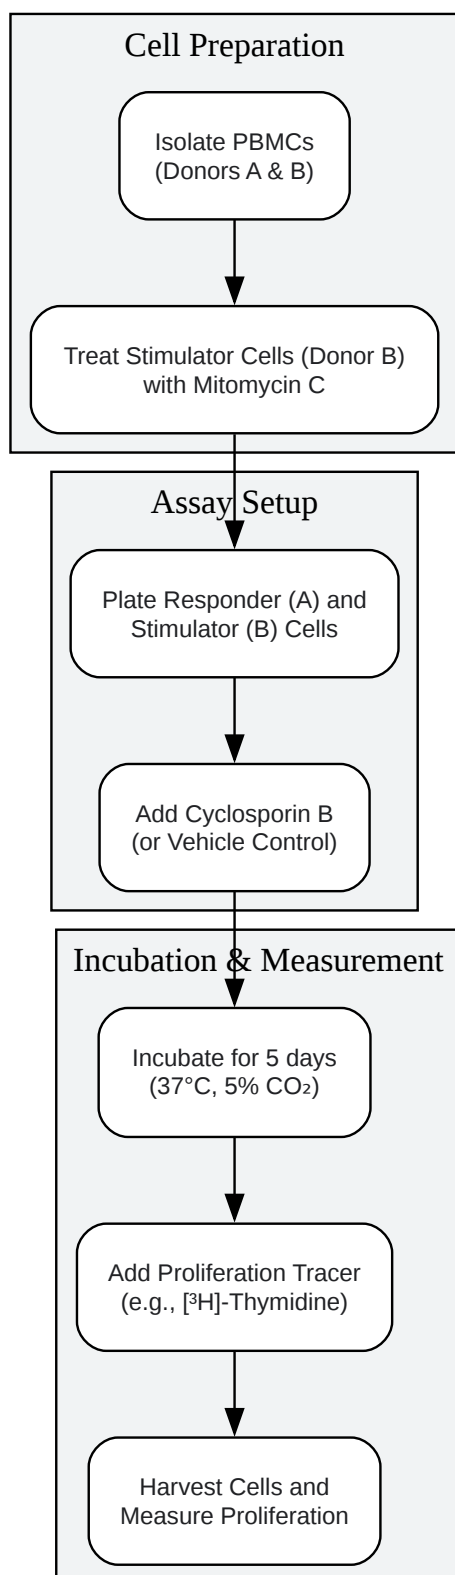 Cell Preparation
Isolate PBMCs
(Donors A & B)
Treat Stimulator Cells (Donor B)
with Mitomycin C
Assay Setup
Plate Responder (A) and
Stimulator (B) Cells
Add Cyclosporin B
(or Vehicle Control)
Incubation & Measurement
Incubate for 5 days
(37°C, 5% CO₂)
Add Proliferation Tracer
(e.g., [³H]-Thymidine)
Harvest Cells and
Measure Proliferation